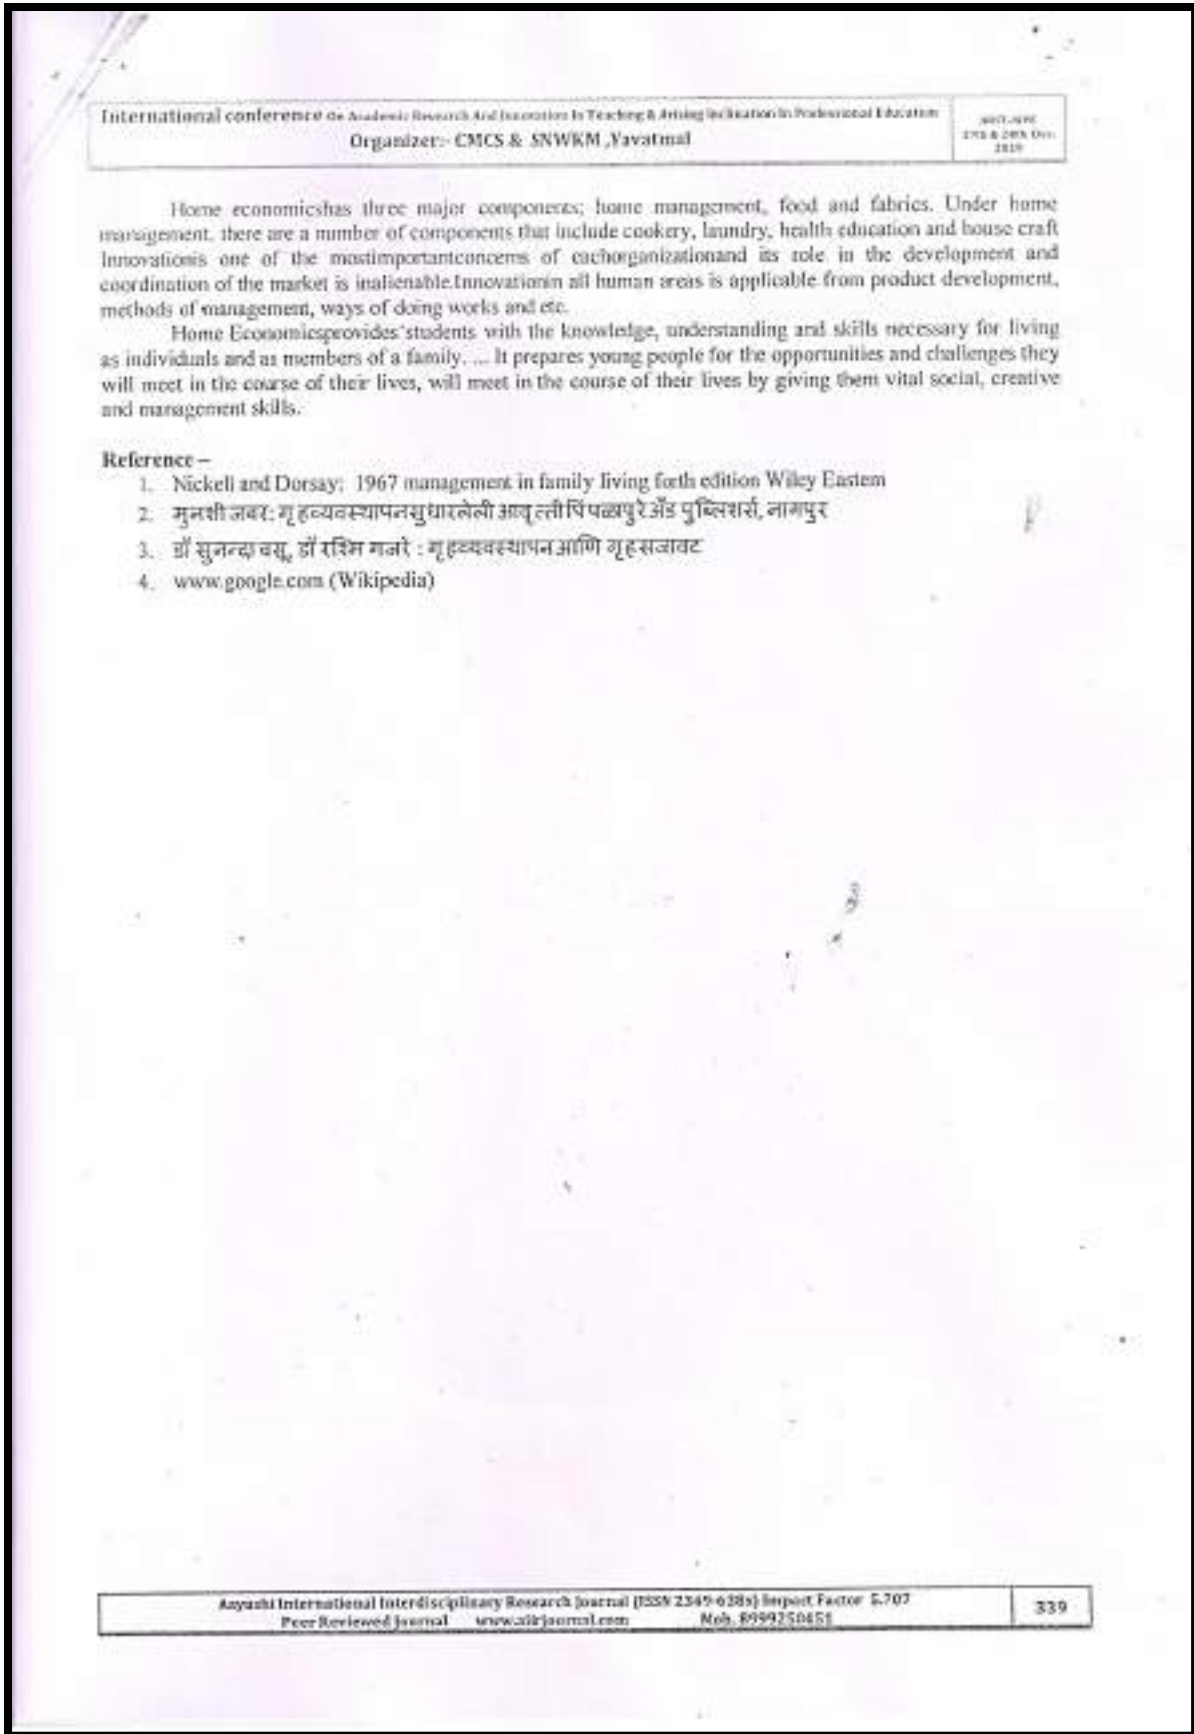 International conference On Academic Research And Innovation In Teaching & Arising Inclination In Professional Education
Organizer:- CMCS & SNWKM ,Yavatmal
27th & 28th Dec.
2019
Home economicshas three major components; home management, food and fabrics. Under home
management, there are a number of components that include cookery, laundry, health education and house craft
Innovationis one of the mostimportantconcerns of eachorganizationand its role in the development and
coordination of the market is inalienable.Innovationin all human areas is applicable from product development,
methods of management, ways of doing works and etc.
Home Economicsprovides students with the knowledge, understanding and skills necessary for living
as individuals and as members of a family. ... It prepares young people for the opportunities and challenges they
will meet in the course of their lives, will meet in the course of their lives by giving them vital social, creative
and management skills.
Reference –
1. Nickell and Dorsay; 1967 management in family living forth edition Wiley Eastem
2. मुनशी जबर: गृहव्यवस्थापनसुधारलेली आवृत्ती पिंपळापुरे अँड पुब्लिशर्स, नागपुर
3. डॉ सुनन्दा वसू, डॉ रश्मि गजरे : गृहव्यवस्थापन आणि गृहसजावट
4. www.google.com (Wikipedia)
Aayushi International Interdisciplinary Research Journal (ISSN 2349-638x) Impact Factor 5.707
Peer Reviewed Journal www.aiirjournal.com Mob. 8999250451
339